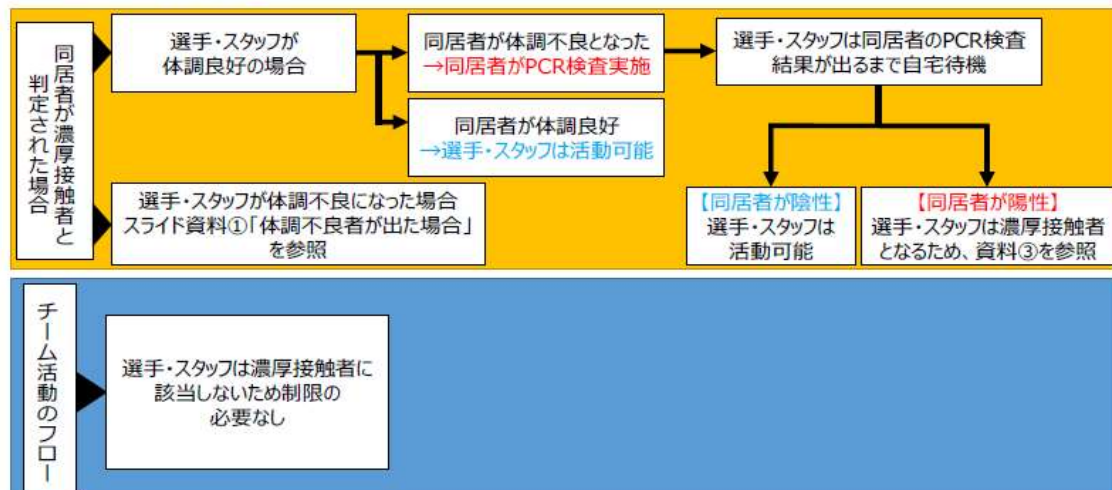 同居者が濃厚接触者と
判定された場合
選手・スタッフが
体調良好の場合
同居者が体調不良となった
→同居者がPCR検査実施
選手・スタッフは同居者のPCR検査
結果が出るまで自宅待機
同居者が体調良好
→選手・スタッフは活動可能
【同居者が陰性】
選手・スタッフは
活動可能
【同居者が陽性】
選手・スタッフは濃厚接触者
となるため、資料③を参照
選手・スタッフが体調不良になった場合
スライド資料①「体調不良者が出た場合」
を参照
チーム活動のフロー
選手・スタッフは濃厚接触者に
該当しないため制限の
必要なし